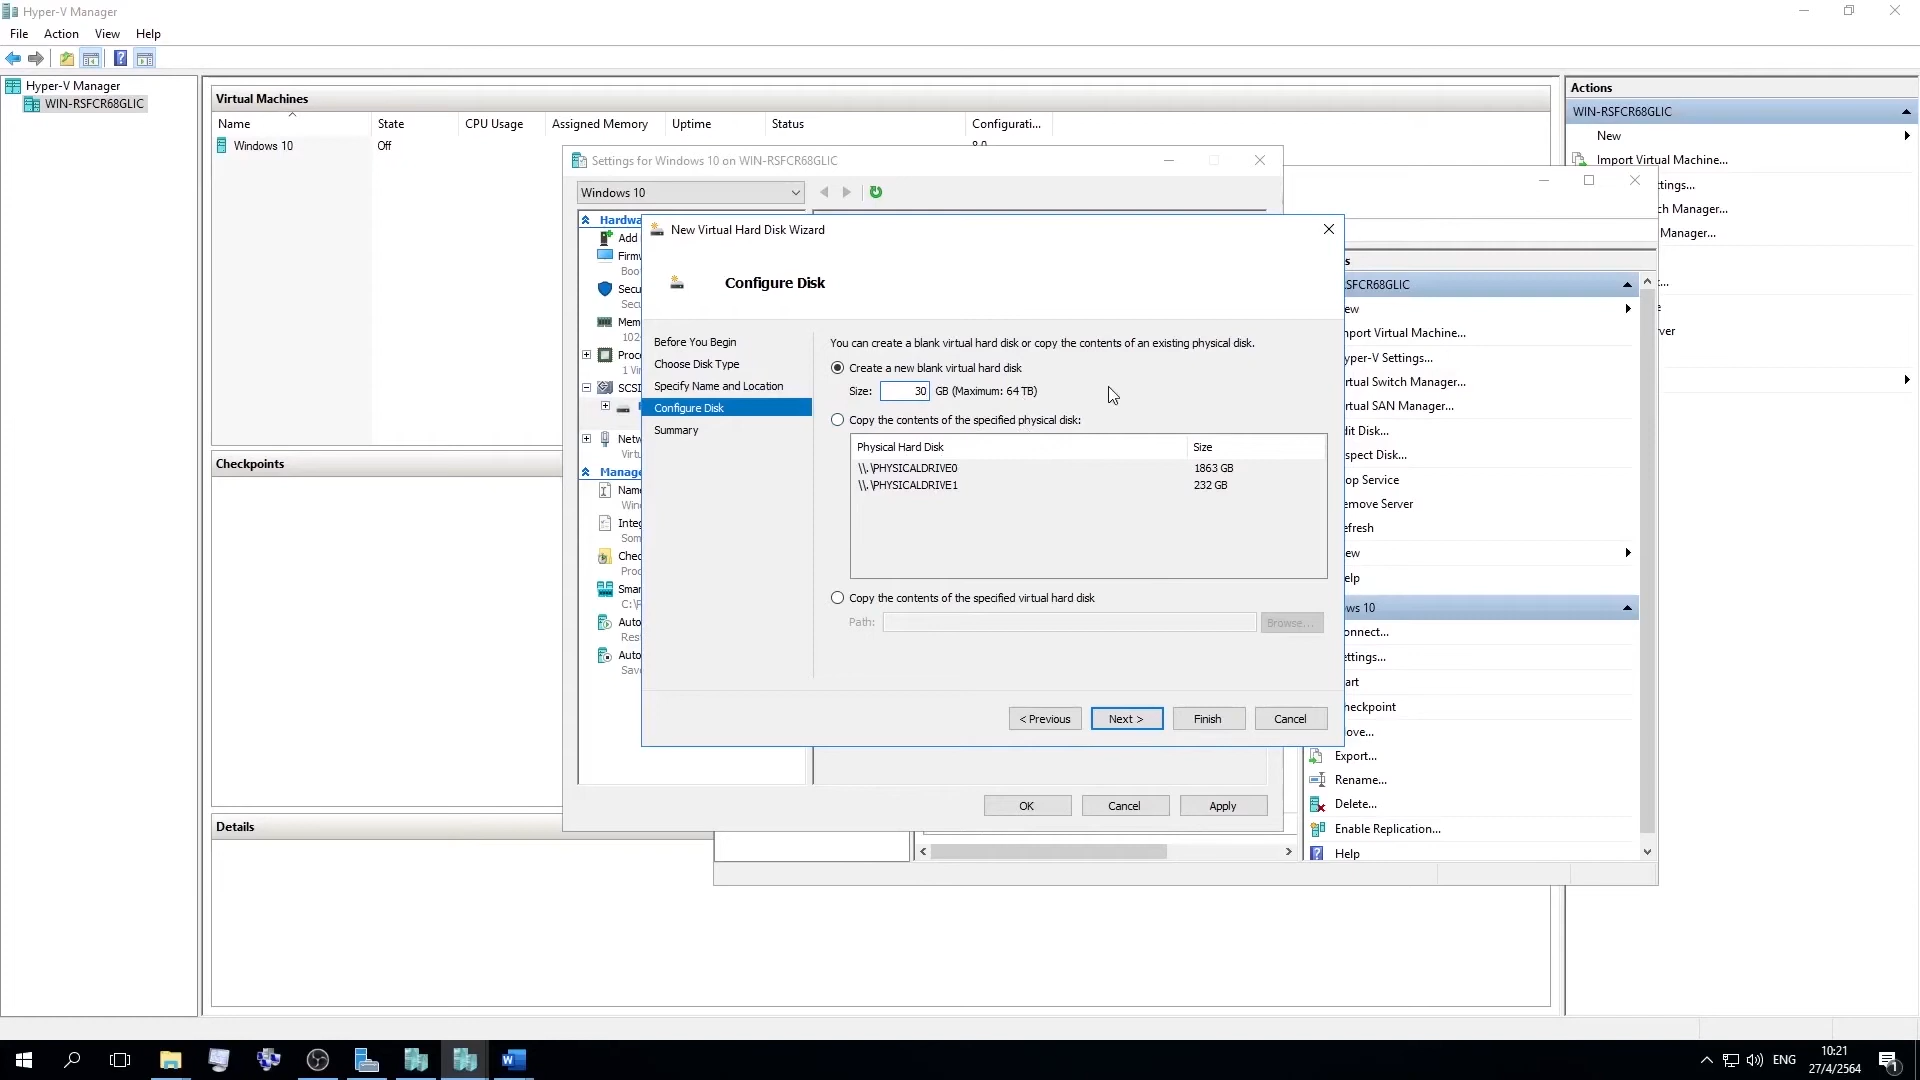 Hyper-V Manager
File Action View Help
Hyper-V Manager
WIN-RSFCR68GLIC
Virtual Machines
Name State CPU Usage Assigned Memory Uptime Status Configurati...
Windows 10 Off
Checkpoints
Details
Actions
WIN-RSFCR68GLIC
New
Import Virtual Machine...
Settings for Windows 10 on WIN-RSFCR68GLIC
Windows 10
Add
Manage
New Virtual Hard Disk Wizard
Configure Disk
Before You Begin
Choose Disk Type
Specify Name and Location
Configure Disk
Summary
You can create a blank virtual hard disk or copy the contents of an existing physical disk.
Create a new blank virtual hard disk
Size: 30 GB (Maximum: 64 TB)
Copy the contents of the specified physical disk:
Physical Hard Disk Size
\\.\PHYSICALDRIVE0 1863 GB
\\.\PHYSICALDRIVE1 232 GB
Copy the contents of the specified virtual hard disk
Path: Browse...
< Previous Next > Finish Cancel
OK Cancel Apply
Export...
Rename...
Delete...
Enable Replication...
Help
ENG
10:21
27/4/2564
1